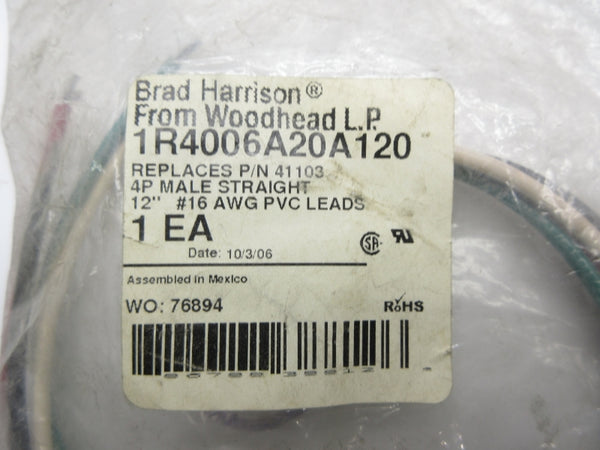 Brad Harrison®
From Woodhead L.P.
1R4006A20A120
REPLACES P/N 41103
4P MALE STRAIGHT
12" #16 AWG PVC LEADS
1 EA
Date: 10/3/06
Assembled in Mexico
WO: 76894
RoHS